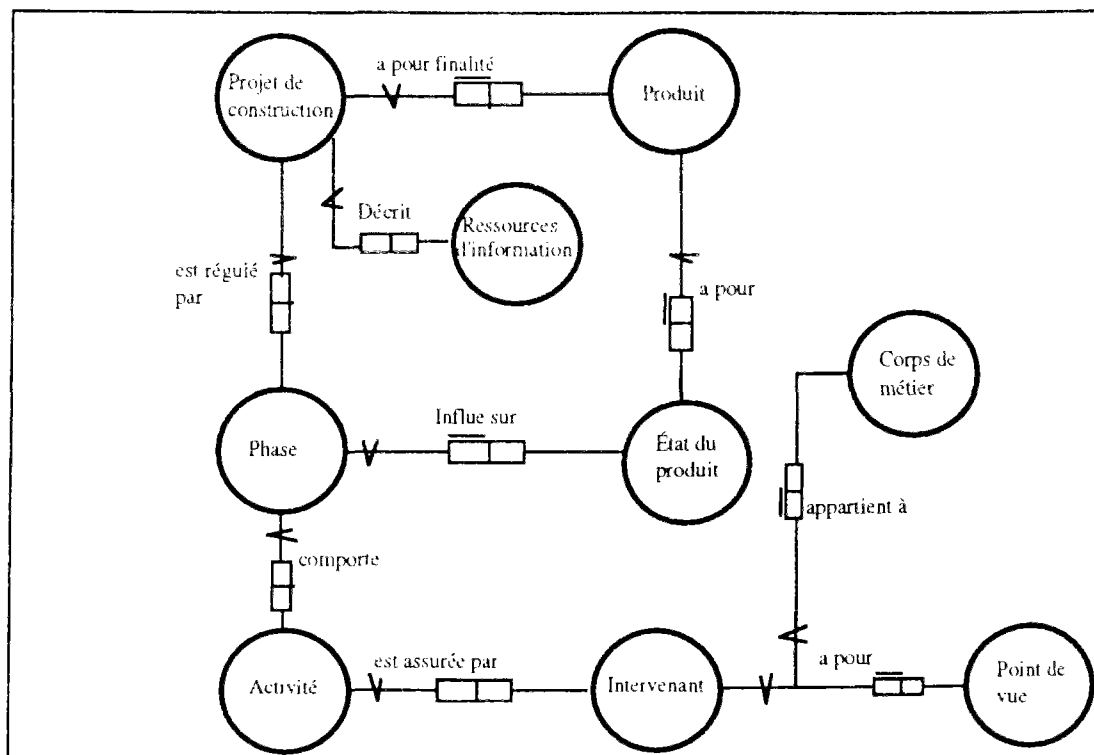 a pour finalité
Projet de
construction
Produit
Décrit
Ressources
d'information
est régulé
par
a pour
Corps de
métier
Influe sur
Phase
État du
produit
appartient à
comporte
est assurée par
a pour
Activité
Intervenant
Point de
vue